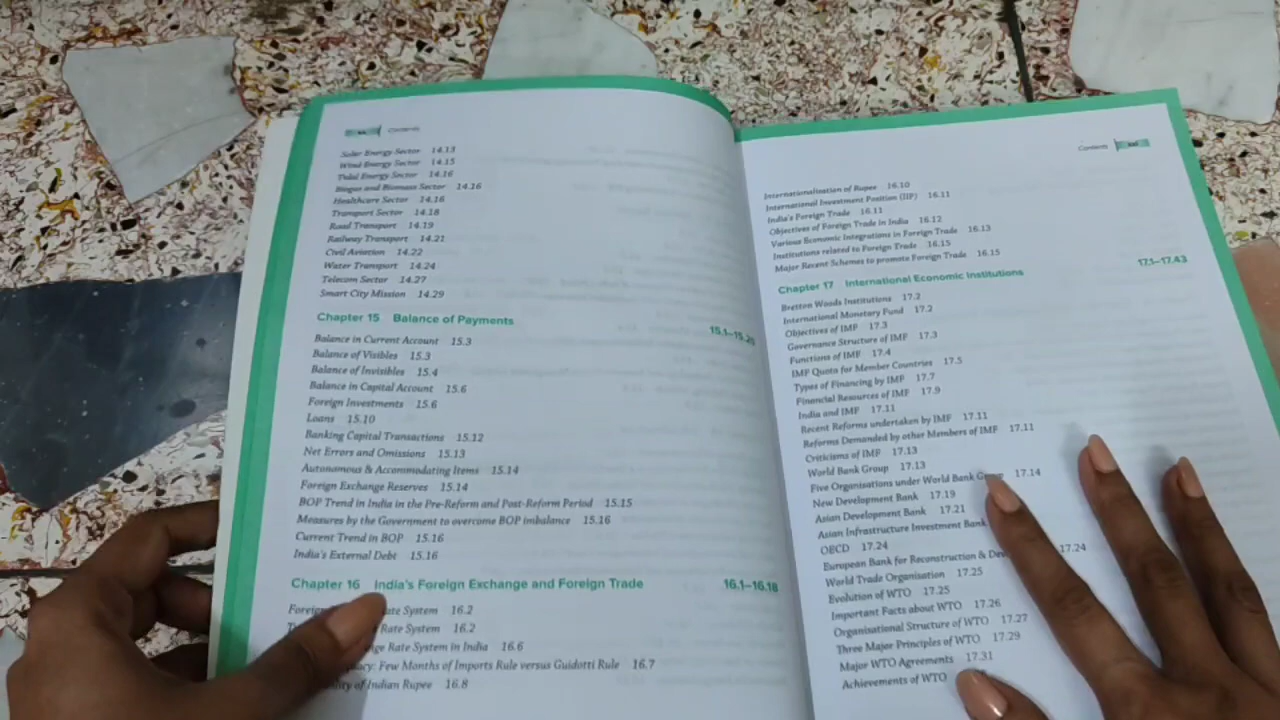 Contents
Solar Energy Sector 14.13
Wind Energy Sector 14.15
Tidal Energy Sector 14.16
Biogas and Biomass Sector 14.16
Healthcare Sector 14.16
Transport Sector 14.18
Road Transport 14.19
Railway Transport 14.21
Civil Aviation 14.22
Water Transport 14.24
Telecom Sector 14.27
Smart City Mission 14.29
Chapter 15 Balance of Payments 15.1–15.20
Balance in Current Account 15.3
Balance of Visibles 15.3
Balance of Invisibles 15.4
Balance in Capital Account 15.6
Foreign Investments 15.6
Loans 15.10
Banking Capital Transactions 15.12
Net Errors and Omissions 15.13
Autonomous & Accommodating Items 15.14
Foreign Exchange Reserves 15.14
BOP Trend in India in the Pre-Reform and Post-Reform Period 15.15
Measures by the Government to overcome BOP imbalance 15.16
Current Trend in BOP 15.16
India's External Debt 15.16
Chapter 16 India's Foreign Exchange and Foreign Trade 16.1–16.18
Foreign Rate System 16.2
Rate System 16.2
Rate System in India 16.6
Few Months of Imports Rule versus Guidotti Rule 16.7
of Indian Rupee 16.8
Contents
Internationalisation of Rupee 16.10
International Investment Position (IIP) 16.11
India's Foreign Trade 16.11
Objectives of Foreign Trade in India 16.12
Various Economic Integrations in Foreign Trade 16.13
Institutions related to Foreign Trade 16.15
Major Recent Schemes to promote Foreign Trade 16.15
Chapter 17 International Economic Institutions 17.1–17.43
Bretton Woods Institutions 17.2
International Monetary Fund 17.2
Objectives of IMF 17.3
Governance Structure of IMF 17.3
Functions of IMF 17.4
IMF Quota for Member Countries 17.5
Types of Financing by IMF 17.7
Financial Resources of IMF 17.9
India and IMF 17.11
Recent Reforms undertaken by IMF 17.11
Reforms Demanded by other Members of IMF 17.11
Criticisms of IMF 17.13
World Bank Group 17.13
Five Organisations under World Bank Group 17.14
New Development Bank 17.19
Asian Development Bank 17.21
Asian Infrastructure Investment Bank
OECD 17.24
European Bank for Reconstruction & 17.24
World Trade Organisation 17.25
Evolution of WTO 17.25
Important Facts about WTO 17.26
Organisational Structure of WTO 17.27
Three Major Principles of WTO 17.29
Major WTO Agreements 17.31
Achievements of WTO